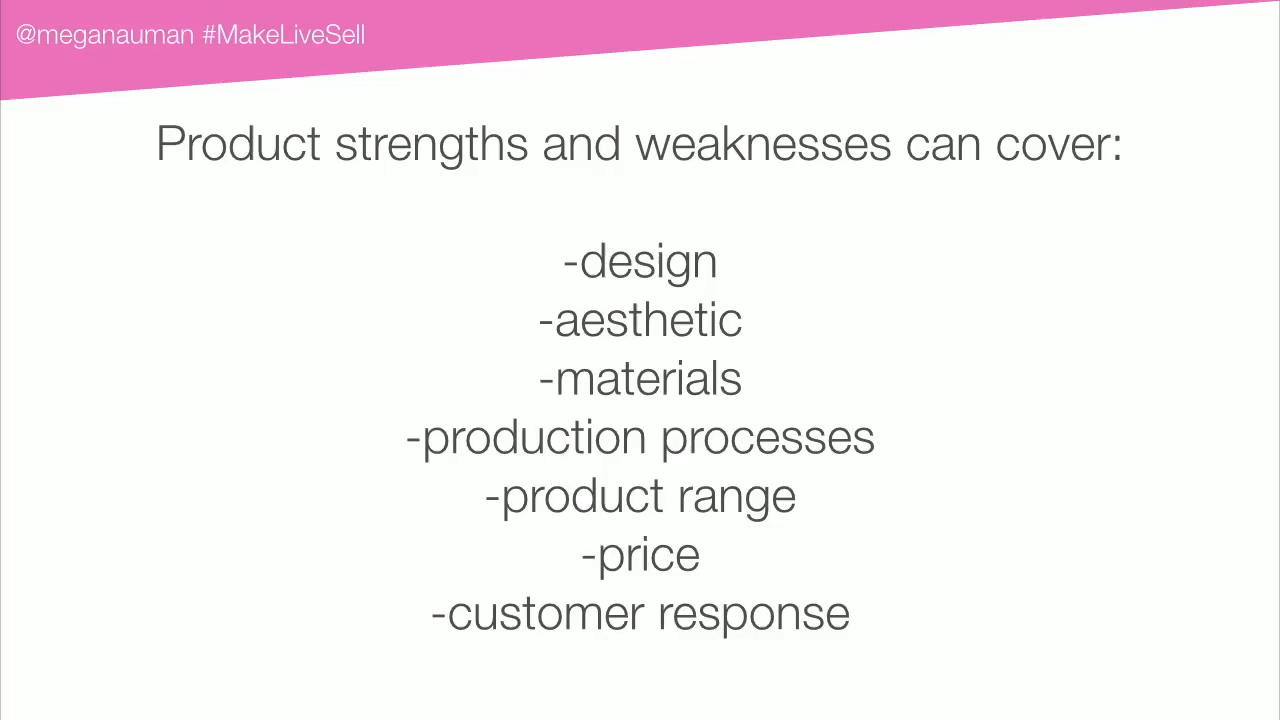 @meganauman #MakeLiveSell
Product strengths and weaknesses can cover:
-design
-aesthetic
-materials
-production processes
-product range
-price
-customer response